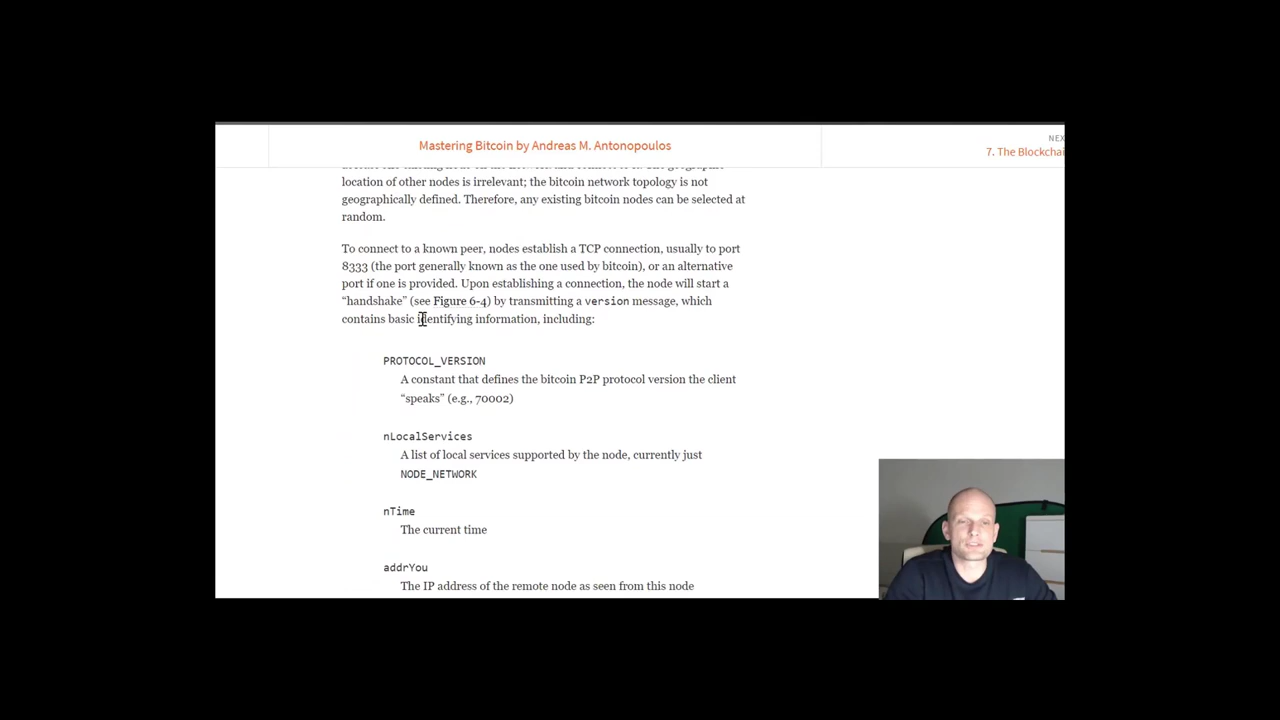 Mastering Bitcoin by Andreas M. Antonopoulos
NEX
7. The Blockchai
location of other nodes is irrelevant; the bitcoin network topology is not
geographically defined. Therefore, any existing bitcoin nodes can be selected at
random.
To connect to a known peer, nodes establish a TCP connection, usually to port
8333 (the port generally known as the one used by bitcoin), or an alternative
port if one is provided. Upon establishing a connection, the node will start a
“handshake” (see Figure 6-4) by transmitting a version message, which
contains basic identifying information, including:
PROTOCOL_VERSION
A constant that defines the bitcoin P2P protocol version the client
“speaks” (e.g., 70002)
nLocalServices
A list of local services supported by the node, currently just
NODE_NETWORK
nTime
The current time
addrYou
The IP address of the remote node as seen from this node